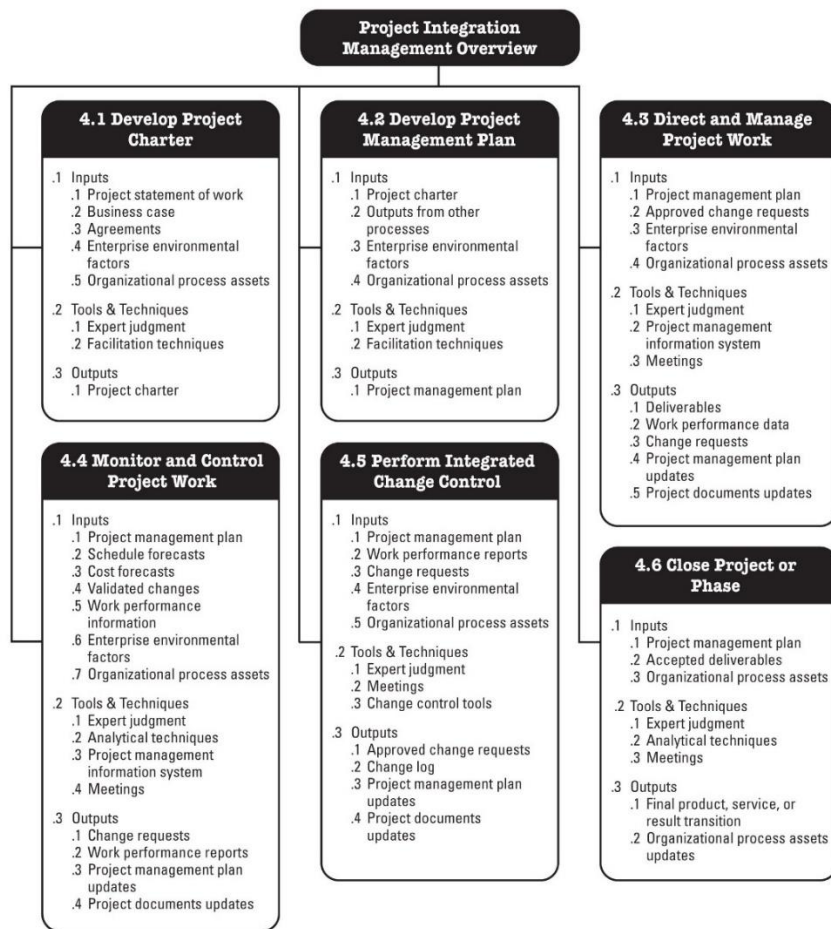 Project Integration
Management Overview
4.1 Develop Project
Charter
.1 Inputs
.1 Project statement of work
.2 Business case
.3 Agreements
.4 Enterprise environmental
factors
.5 Organizational process assets
.2 Tools & Techniques
.1 Expert judgment
.2 Facilitation techniques
.3 Outputs
.1 Project charter
4.2 Develop Project
Management Plan
.1 Inputs
.1 Project charter
.2 Outputs from other
processes
.3 Enterprise environmental
factors
.4 Organizational process assets
.2 Tools & Techniques
.1 Expert judgment
.2 Facilitation techniques
.3 Outputs
.1 Project management plan
4.3 Direct and Manage
Project Work
.1 Inputs
.1 Project management plan
.2 Approved change requests
.3 Enterprise environmental
factors
.4 Organizational process assets
.2 Tools & Techniques
.1 Expert judgment
.2 Project management
information system
.3 Meetings
.3 Outputs
.1 Deliverables
.2 Work performance data
.3 Change requests
.4 Project management plan
updates
.5 Project documents updates
4.4 Monitor and Control
Project Work
.1 Inputs
.1 Project management plan
.2 Schedule forecasts
.3 Cost forecasts
.4 Validated changes
.5 Work performance
information
.6 Enterprise environmental
factors
.7 Organizational process assets
.2 Tools & Techniques
.1 Expert judgment
.2 Analytical techniques
.3 Project management
information system
.4 Meetings
.3 Outputs
.1 Change requests
.2 Work performance reports
.3 Project management plan
updates
.4 Project documents updates
4.5 Perform Integrated
Change Control
.1 Inputs
.1 Project management plan
.2 Work performance reports
.3 Change requests
.4 Enterprise environmental
factors
.5 Organizational process assets
.2 Tools & Techniques
.1 Expert judgment
.2 Meetings
.3 Change control tools
.3 Outputs
.1 Approved change requests
.2 Change log
.3 Project management plan
updates
.4 Project documents
updates
4.6 Close Project or
Phase
.1 Inputs
.1 Project management plan
.2 Accepted deliverables
.3 Organizational process assets
.2 Tools & Techniques
.1 Expert judgment
.2 Analytical techniques
.3 Meetings
.3 Outputs
.1 Final product, service, or
result transition
.2 Organizational process assets
updates